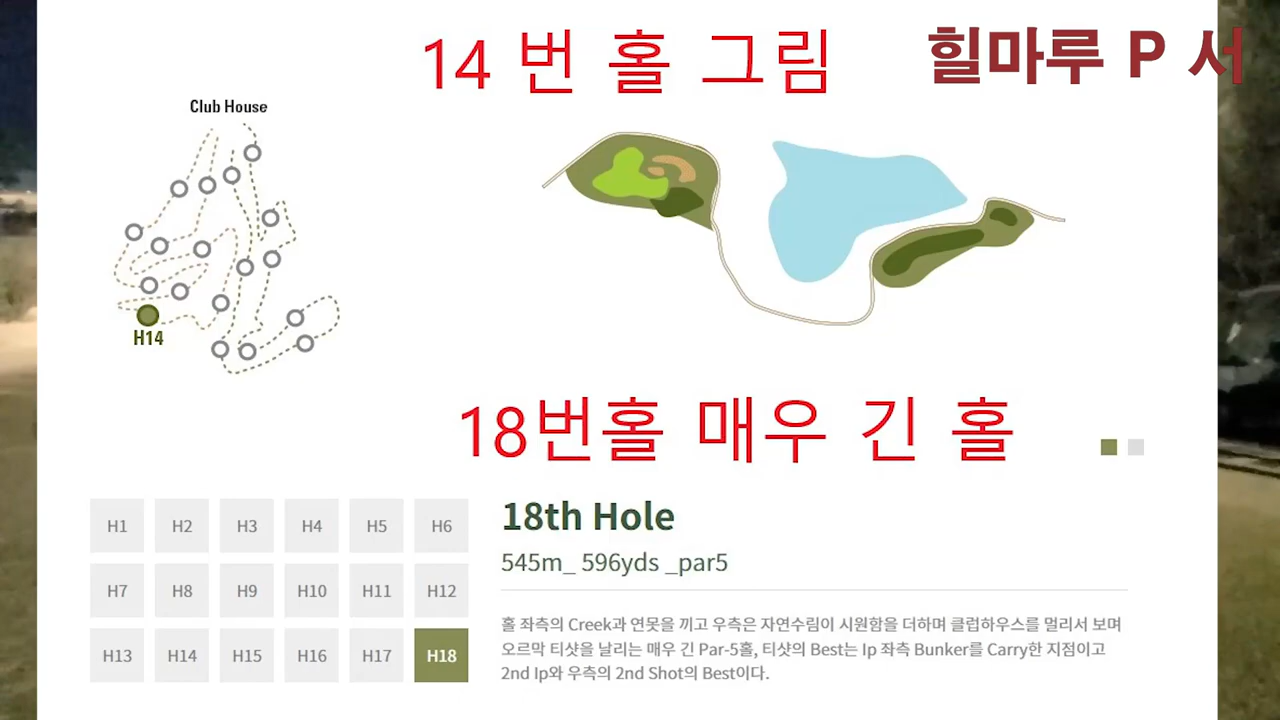 14 번 홀 그림
힐마루 P 서
Club House
H14
18번홀 매우 긴 홀
H1 H2 H3 H4 H5 H6
H7 H8 H9 H10 H11 H12
H13 H14 H15 H16 H17 H18
18th Hole
545m_ 596yds _par5
홀 좌측의 Creek과 연못을 끼고 우측은 자연수림이 시원함을 더하며 클럽하우스를 멀리서 보며
오르막 티샷을 날리는 매우 긴 Par-5홀, 티샷의 Best는 Ip 좌측 Bunker를 Carry한 지점이고
2nd Ip와 우측의 2nd Shot의 Best이다.